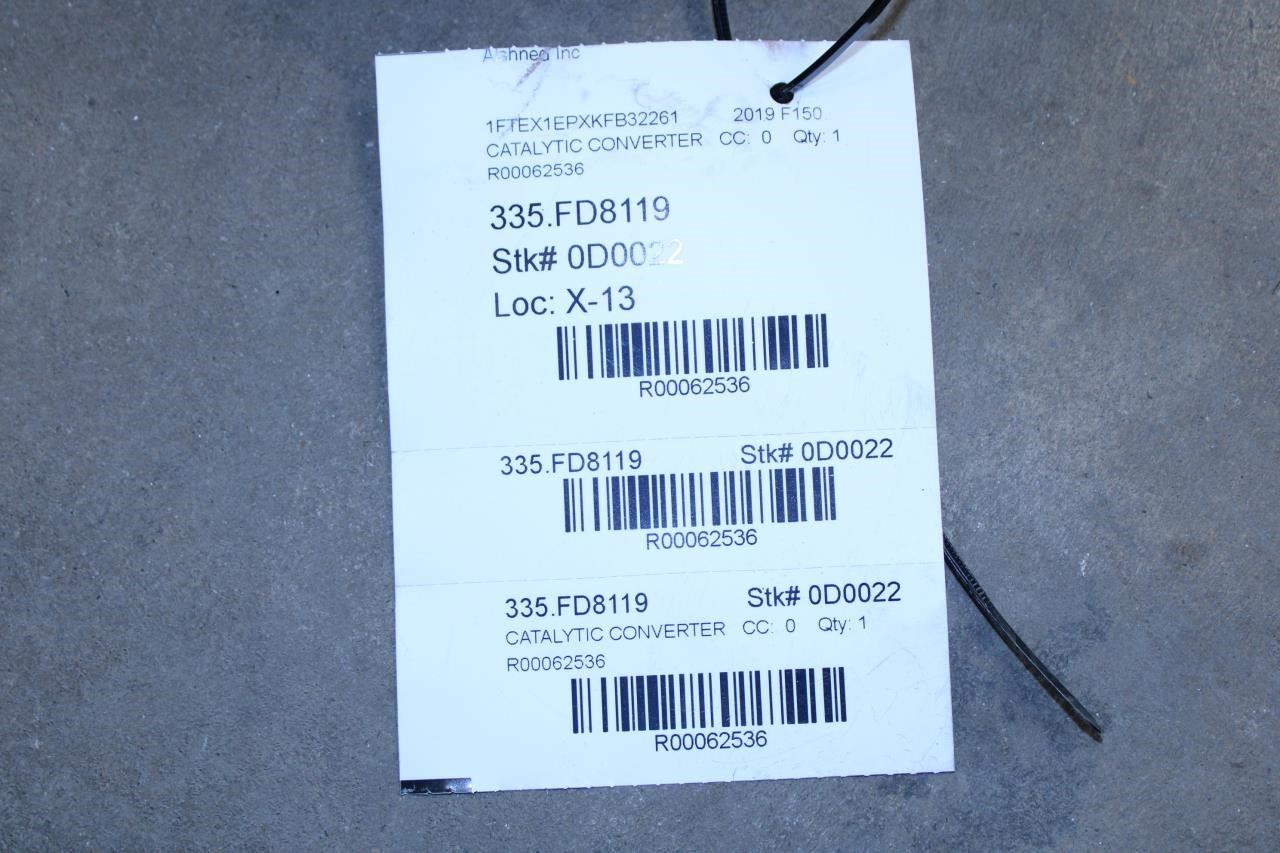 Inc
1FTEX1EPXKFB32261 2019 F150
CATALYTIC CONVERTER CC: 0 Qty: 1
R00062536
335.FD8119
Stk# 0D0022
Loc: X-13
R00062536
335.FD8119 Stk# 0D0022
R00062536
335.FD8119 Stk# 0D0022
CATALYTIC CONVERTER CC: 0 Qty: 1
R00062536
R00062536